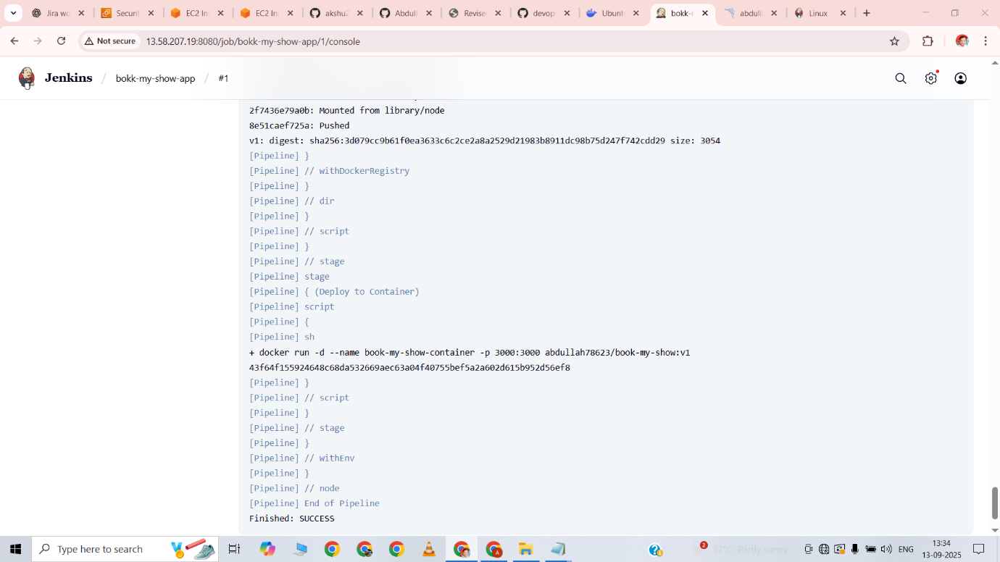 Jira wo
Securit
EC2 In
EC2 In
akshu2
Abdull
Revise
devop
Ubunt
bokk-r
abdull
Linux
Not secure
13.58.207.19:8080/job/bokk-my-show-app/1/console
Jenkins / bokk-my-show-app / #1
2f7436e79a0b: Mounted from library/node
8e51caef725a: Pushed
v1: digest: sha256:3d079cc9b61f0ea3633c6c2ce2a8a2529d21983b8911dc98b75d247f742cdd29 size: 3054
[Pipeline] }
[Pipeline] // withDockerRegistry
[Pipeline] }
[Pipeline] // dir
[Pipeline] }
[Pipeline] // script
[Pipeline] }
[Pipeline] // stage
[Pipeline] stage
[Pipeline] { (Deploy to Container)
[Pipeline] script
[Pipeline] {
[Pipeline] sh
+ docker run -d --name book-my-show-container -p 3000:3000 abdullah78623/book-my-show:v1
43f64f155924648c68da532669aec63a04f40755bef5a2a602d615b952d56ef8
[Pipeline] }
[Pipeline] // script
[Pipeline] }
[Pipeline] // stage
[Pipeline] }
[Pipeline] // withEnv
[Pipeline] }
[Pipeline] // node
[Pipeline] End of Pipeline
Finished: SUCCESS
Type here to search
2
32°C Partly sunny
ENG
13:34
13-09-2025